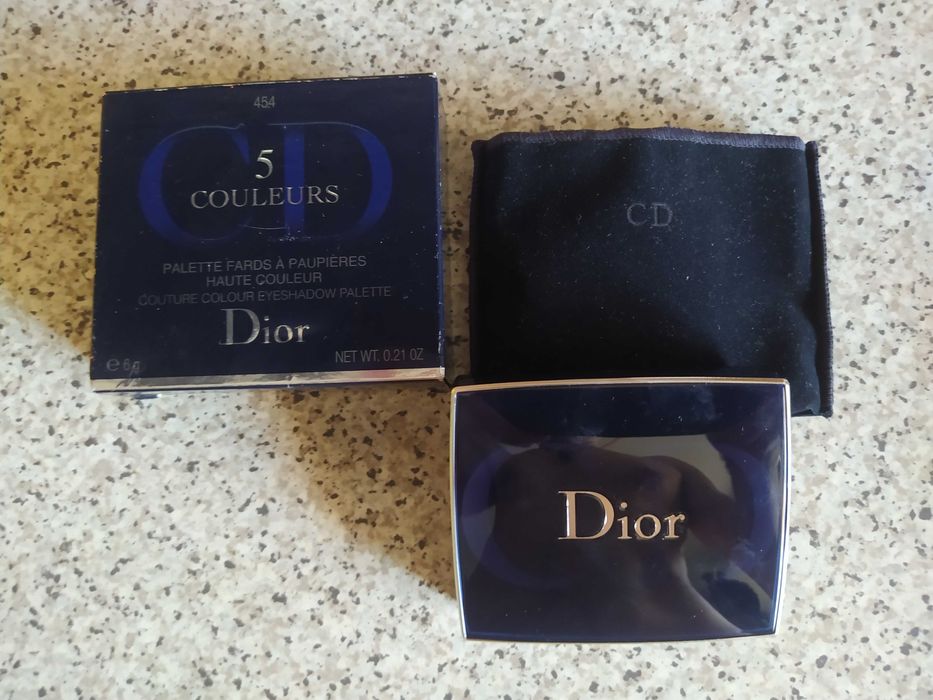 454
CD
5
COULEURS
PALETTE FARDS À PAUPIÈRES
HAUTE COULEUR
COUTURE COLOUR EYESHADOW PALETTE
Dior
e 6 g
NET WT. 0.21 OZ
CD
Dior